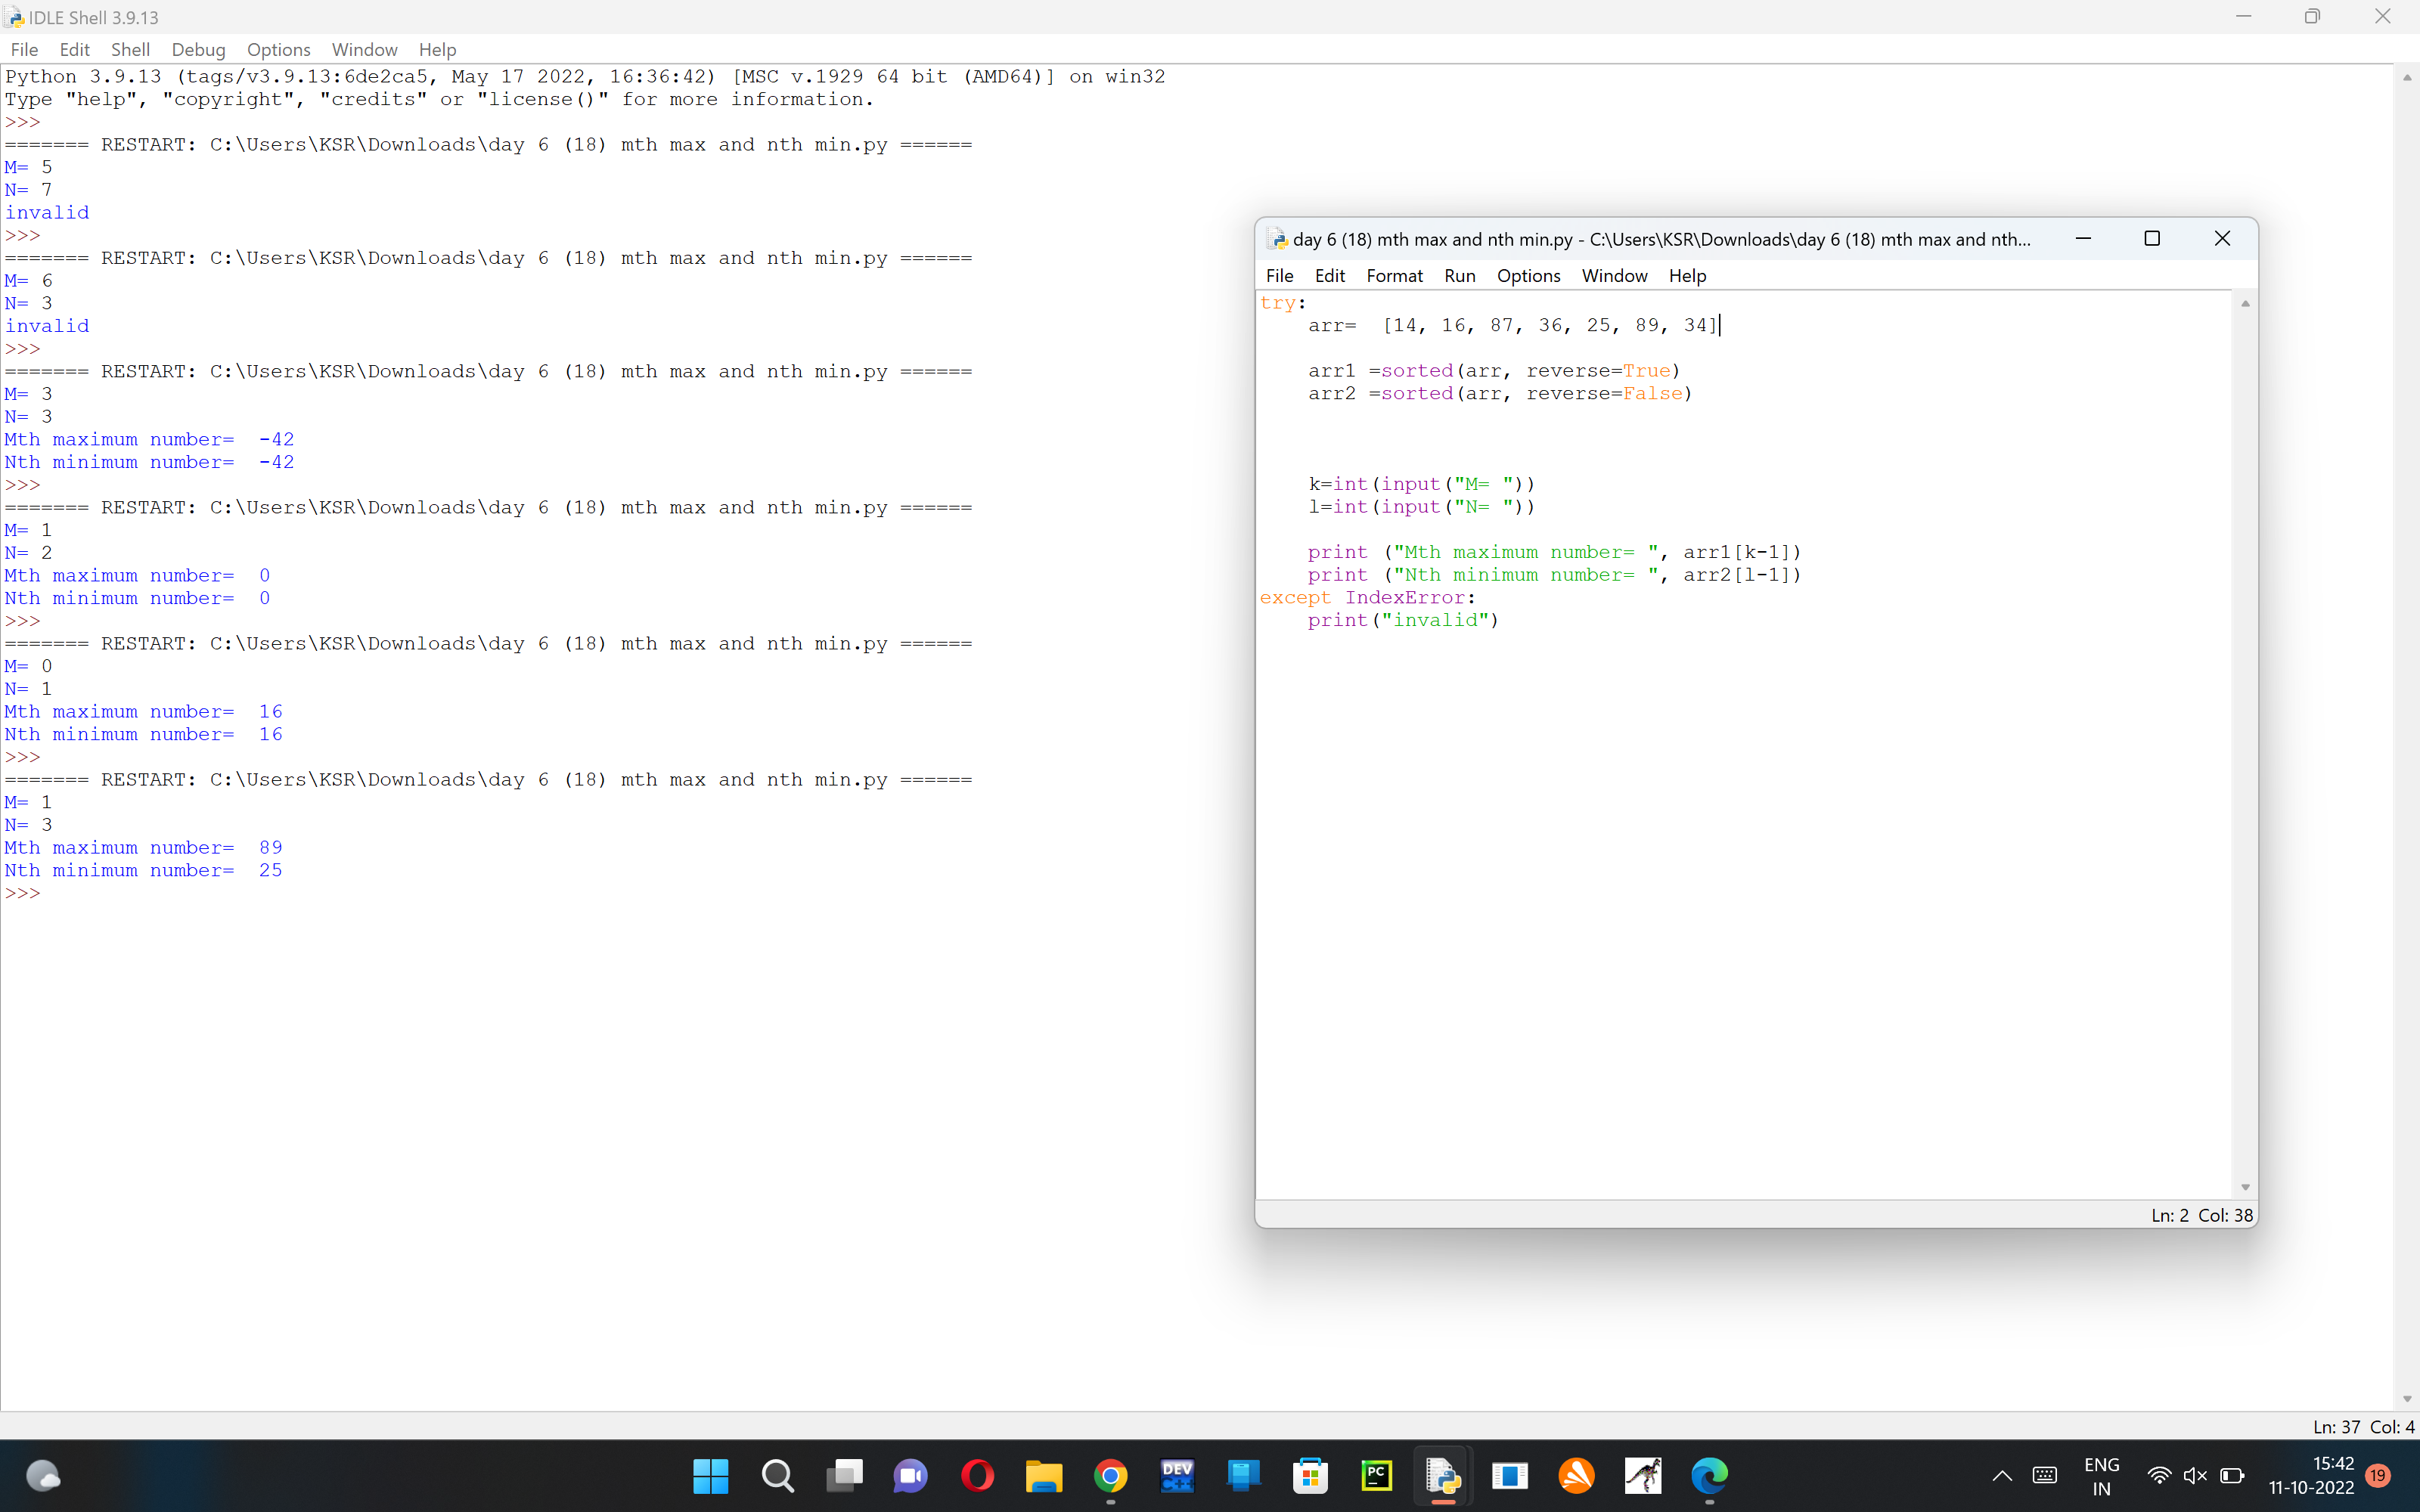 IDLE Shell 3.9.13
File Edit Shell Debug Options Window Help
Python 3.9.13 (tags/v3.9.13:6de2ca5, May 17 2022, 16:36:42) [MSC v.1929 64 bit (AMD64)] on win32
Type "help", "copyright", "credits" or "license()" for more information.
>>>
======= RESTART: C:\Users\KSR\Downloads\day 6 (18) mth max and nth min.py ======
M= 5
N= 7
invalid
>>>
======= RESTART: C:\Users\KSR\Downloads\day 6 (18) mth max and nth min.py ======
M= 6
N= 3
invalid
>>>
======= RESTART: C:\Users\KSR\Downloads\day 6 (18) mth max and nth min.py ======
M= 3
N= 3
Mth maximum number=  -42
Nth minimum number=  -42
>>>
======= RESTART: C:\Users\KSR\Downloads\day 6 (18) mth max and nth min.py ======
M= 1
N= 2
Mth maximum number=  0
Nth minimum number=  0
>>>
======= RESTART: C:\Users\KSR\Downloads\day 6 (18) mth max and nth min.py ======
M= 0
N= 1
Mth maximum number=  16
Nth minimum number=  16
>>>
======= RESTART: C:\Users\KSR\Downloads\day 6 (18) mth max and nth min.py ======
M= 1
N= 3
Mth maximum number=  89
Nth minimum number=  25
>>>
day 6 (18) mth max and nth min.py - C:\Users\KSR\Downloads\day 6 (18) mth max and nth...
File Edit Format Run Options Window Help
try:
    arr=  [14, 16, 87, 36, 25, 89, 34]
    arr1 =sorted(arr, reverse=True)
    arr2 =sorted(arr, reverse=False)
    k=int(input("M= "))
    l=int(input("N= "))
    print ("Mth maximum number= ", arr1[k-1])
    print ("Nth minimum number= ", arr2[l-1])
except IndexError:
    print("invalid")
Ln: 2 Col: 38
Ln: 37 Col: 4
DEV
C++
PC
ENG
IN
15:42
11-10-2022
19